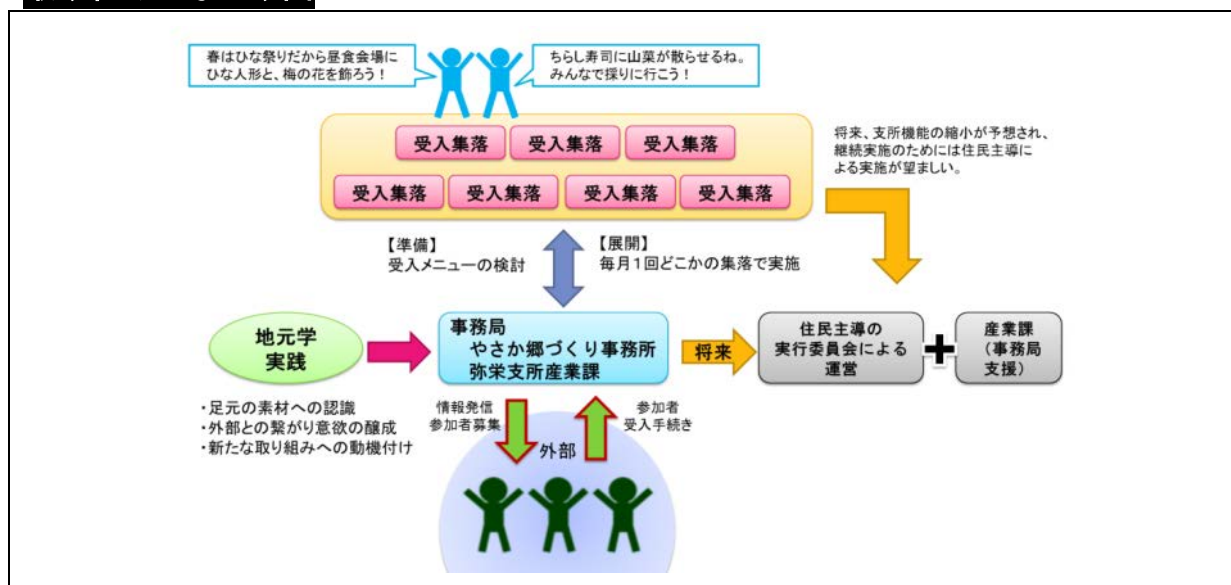 春はひな祭りだから昼食会場に
ひな人形と、梅の花を飾ろう！
ちらし寿司に山菜が散らせるね。
みんなで採りに行こう！
受入集落
受入集落
受入集落
受入集落
受入集落
受入集落
受入集落
将来、支所機能の縮小が予想され、
継続実施のためには住民主導に
よる実施が望ましい。
【準備】
受入メニューの検討
【展開】
毎月１回どこかの集落で実施
地元学
実践
事務局
やさか郷づくり事務所
弥栄支所産業課
将来
住民主導の
実行委員会による
運営
産業課
（事務局
支援）
・足元の素材への認識
・外部との繋がり意欲の醸成
・新たな取り組みへの動機付け
情報発信
参加者募集
参加者
受入手続き
外部